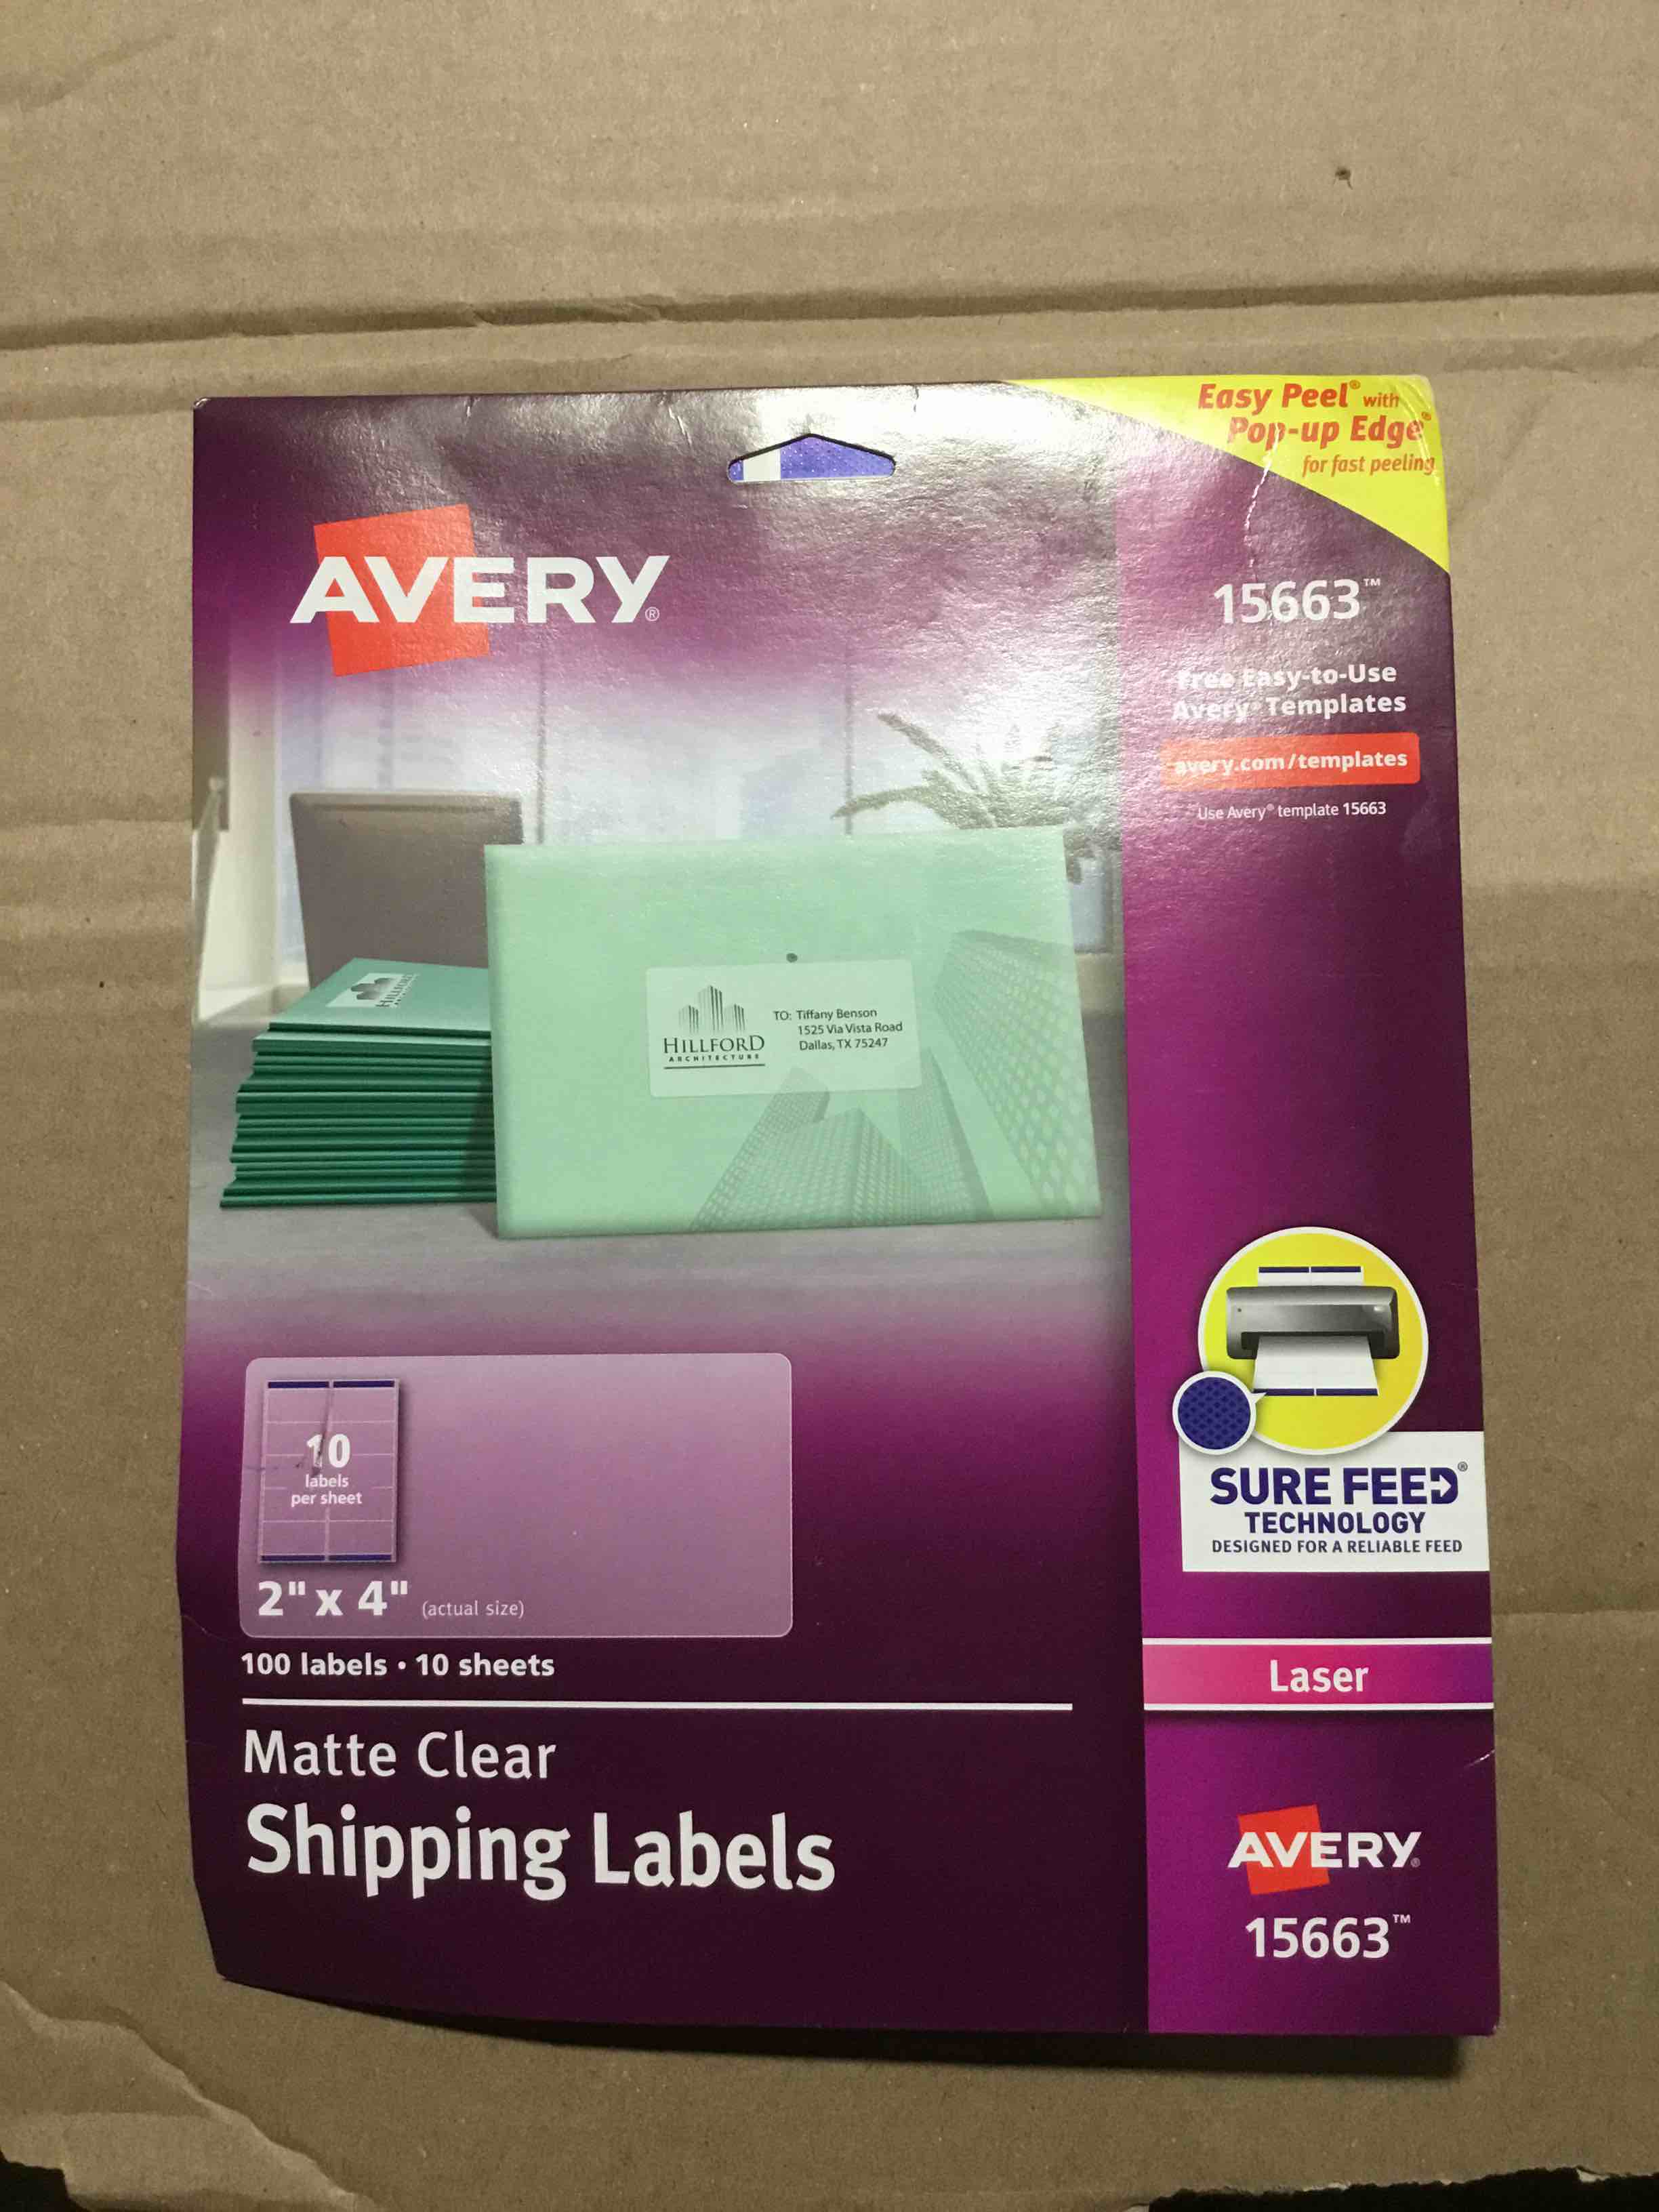 Easy Peel® with
Pop-up Edge®
for fast peeling
AVERY®
15663™
Free Easy-to-Use
Avery® Templates
avery.com/templates
Use Avery® template 15663
HILLFORD
HILLFORD
ARCHITECTURE
TO: Tiffany Benson
1525 Via Vista Road
Dallas, TX 75247
10
labels
per sheet
2" x 4" (actual size)
100 labels • 10 sheets
Matte Clear
Shipping Labels
SURE FEED®
TECHNOLOGY
DESIGNED FOR A RELIABLE FEED
Laser
AVERY®
15663™